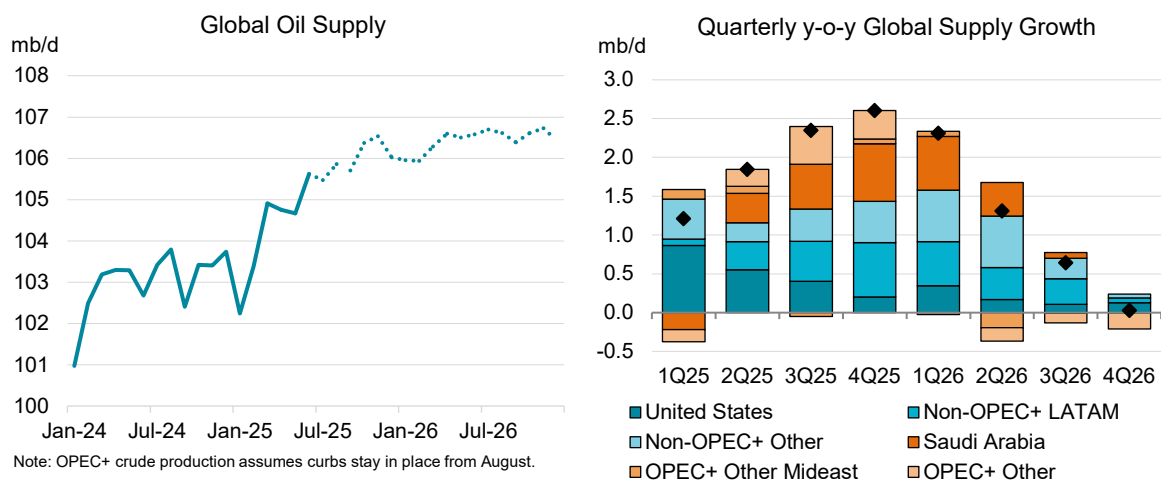 Global Oil Supply
mb/d
108
107
106
105
104
103
102
101
100
Jan-24 Jul-24 Jan-25 Jul-25 Jan-26 Jul-26
Note: OPEC+ crude production assumes curbs stay in place from August.
Quarterly y-o-y Global Supply Growth
mb/d
3.0
2.5
2.0
1.5
1.0
0.5
0.0
-0.5
1Q25 2Q25 3Q25 4Q25 1Q26 2Q26 3Q26 4Q26
United States Non-OPEC+ LATAM
Non-OPEC+ Other Saudi Arabia
OPEC+ Other Mideast OPEC+ Other